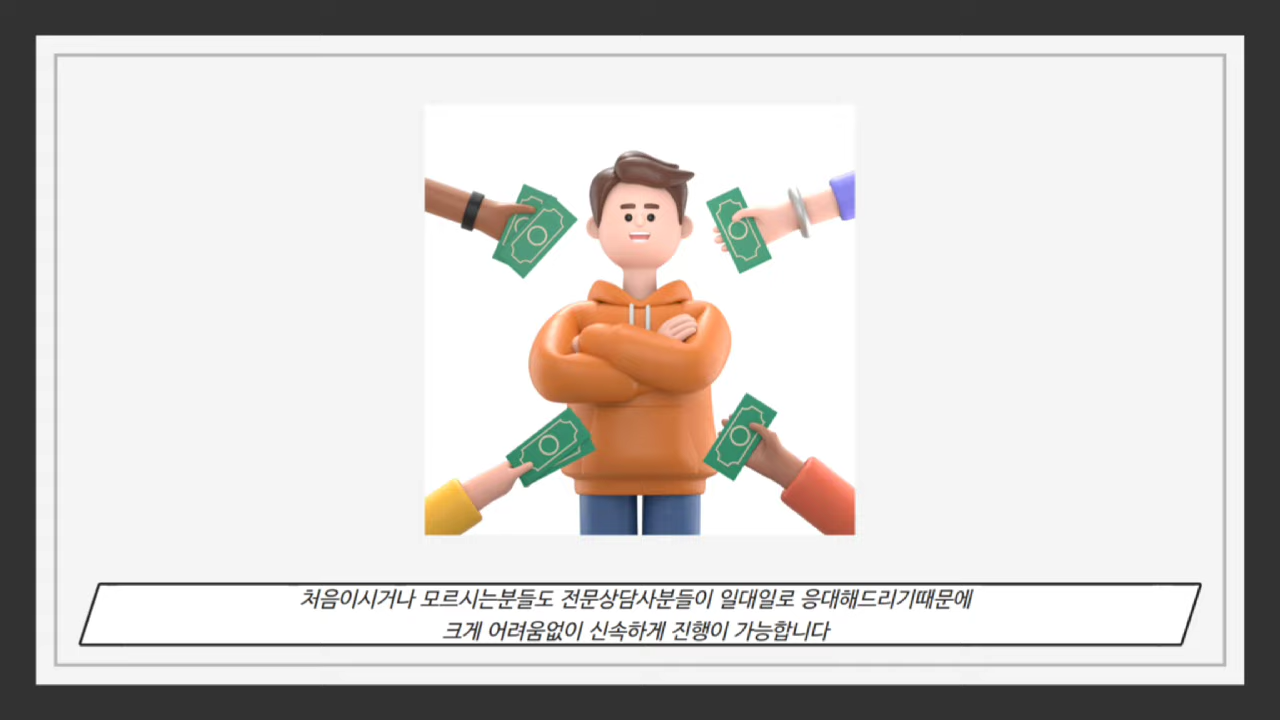 처음이시거나 모르시는분들도 전문상담사분들이 일대일로 응대해드리기때문에
크게 어려움없이 신속하게 진행이 가능합니다